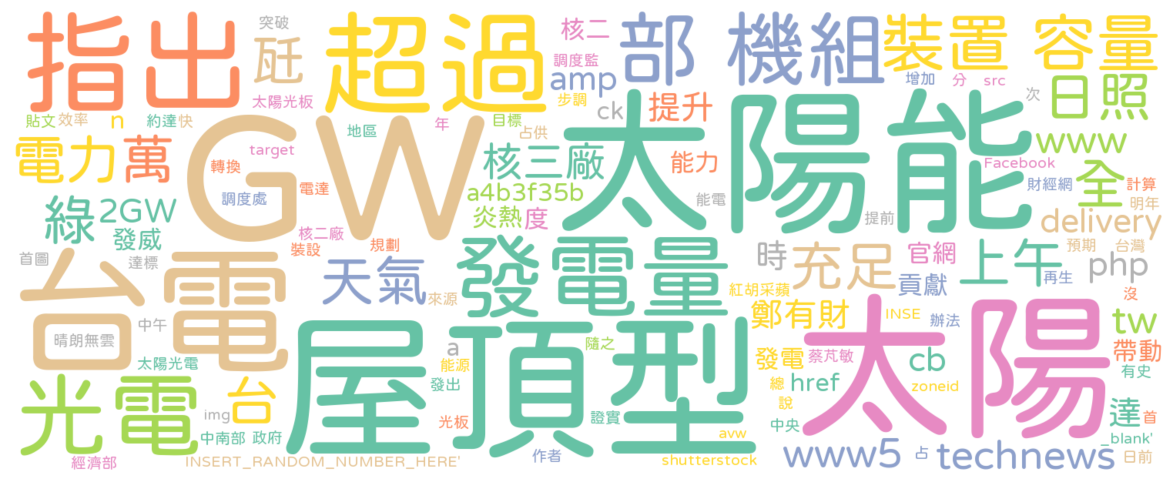 指出
突破
瓩
超過
核二
部
機組
裝置
容量
調度監
amp
增加
分
src
日照
太陽光板
步調
ck
提升
次
貼文
效率
約達
快
n
地區
年
目標
占供
太陽能
www
電力
萬
GW
target
轉換
電達
調度處
核三廠
能力
Facebook
a4b3f35b
能電
財經網
全
計算
明年
綠
2GW
發威
炎熱
度
提前
delivery
核二廠
裝設
規劃
首圖
達標
台電
天氣
來源
發電量
時
充足
官網
貢獻
上午
預期
台灣
php
再生
紅胡采蘋
沒
中午
晴朗無雲
鄭有財
INSE
辦法
太陽
tw
屋頂型
隨之
a
能源
太陽光電
發電
蔡芃敏
cb
帶動
有史
光電
台
發出
總
href
zoneid
說
img
光板
證實
中央
達
首
中南部
政府
avw
_blank'
經濟部
INSERT_RANDOM_NUMBER_HERE'
作者
shutterstock
www5
占
technews
日前